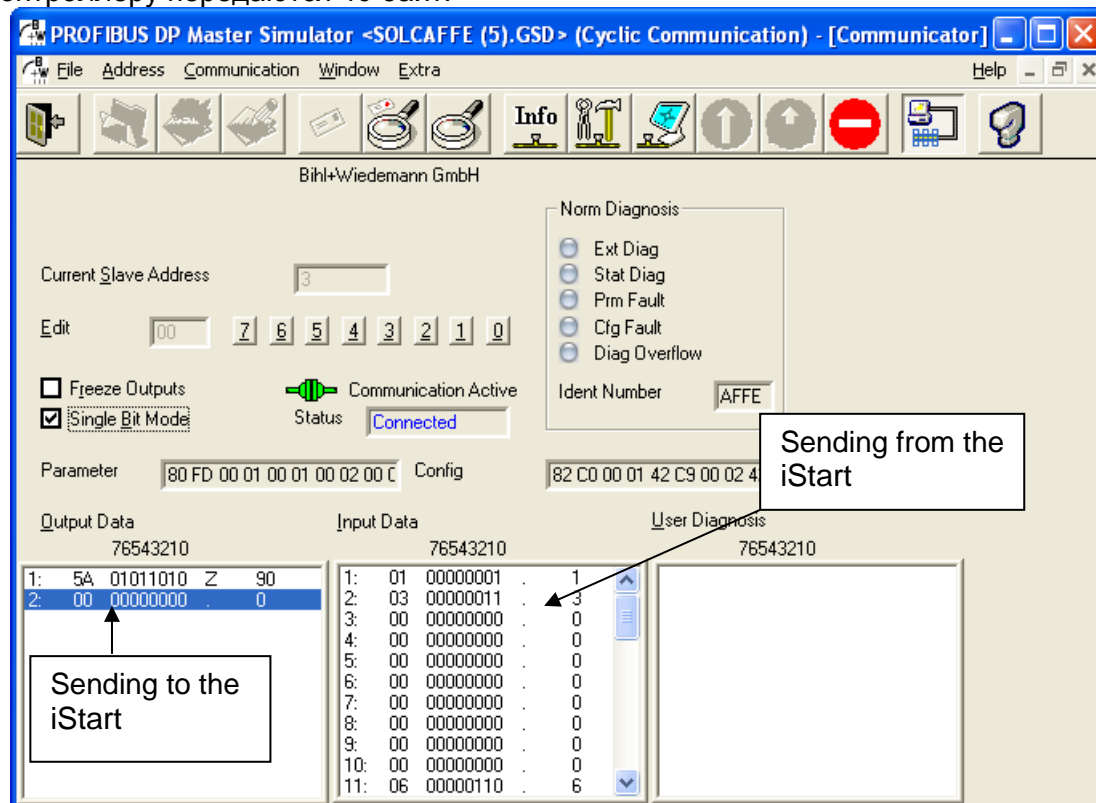 контроллеру передаются
PROFIBUS DP Master Simulator <SOLCAFFE (5).GSD> (Cyclic Communication) - [Communicator]
File Address Communication Window Extra Help
Info
Bihl+Wiedemann GmbH
Norm Diagnosis
Ext Diag
Current Slave Address 3
Stat Diag
Prm Fault
Edit 00 7 6 5 4 3 2 1 0
Cfg Fault
Diag Overflow
Freeze Outputs
Communication Active
Ident Number AFFE
Single Bit Mode
Status Connected
Sending from the
iStart
Parameter 80 FD 00 01 00 01 00 02 00 Config 82 C0 00 01 42 C9 00 02
Output Data
76543210
1: 5A 01011010 Z 90
2: 00 00000000 . 0
Sending to the
iStart
Input Data
76543210
1: 01 00000001 . 1
2: 03 00000011 . 3
3: 00 00000000 . 0
4: 00 00000000 . 0
5: 00 00000000 . 0
6: 00 00000000 . 0
7: 00 00000000 . 0
8: 00 00000000 . 0
9: 00 00000000 . 0
10: 00 00000000 . 0
11: 06 00000110 . 6
User Diagnosis
76543210